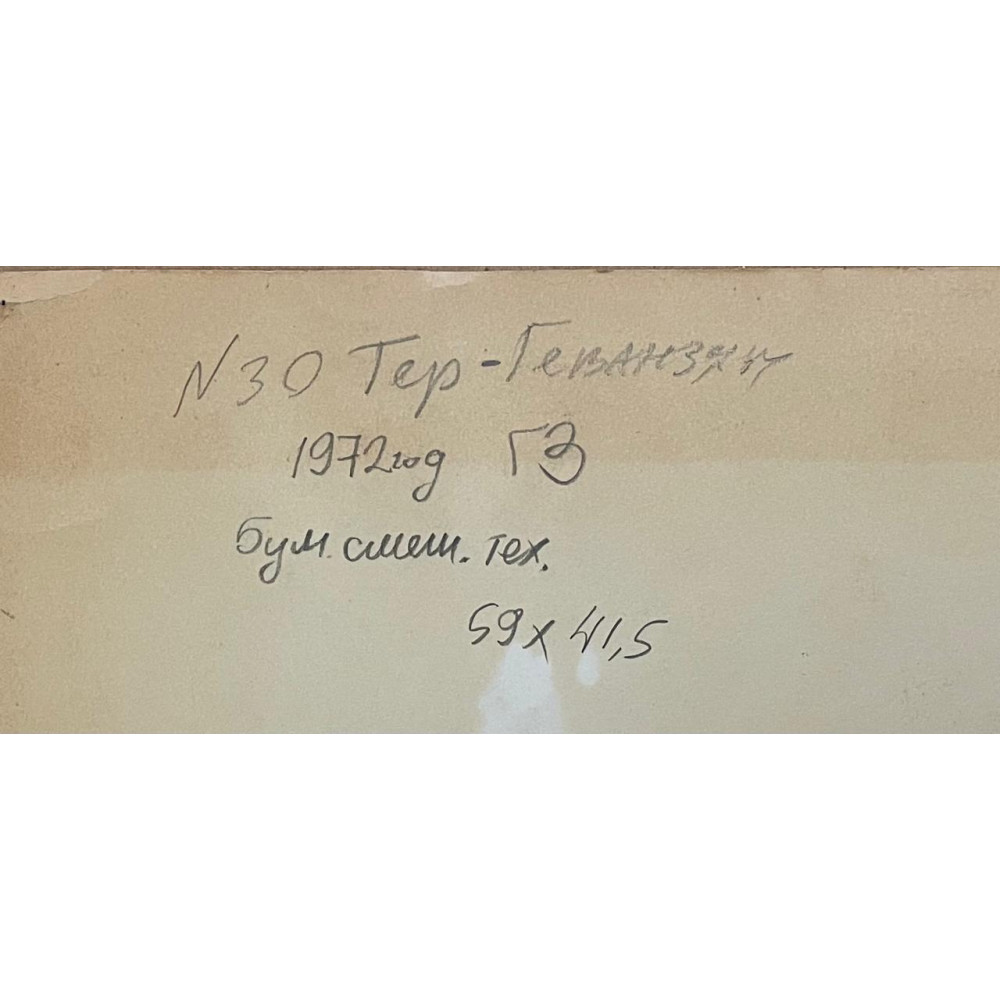 N30 Тер-Геванзян
1972год ГЗ
бум. смеш. тех.
59х41,5